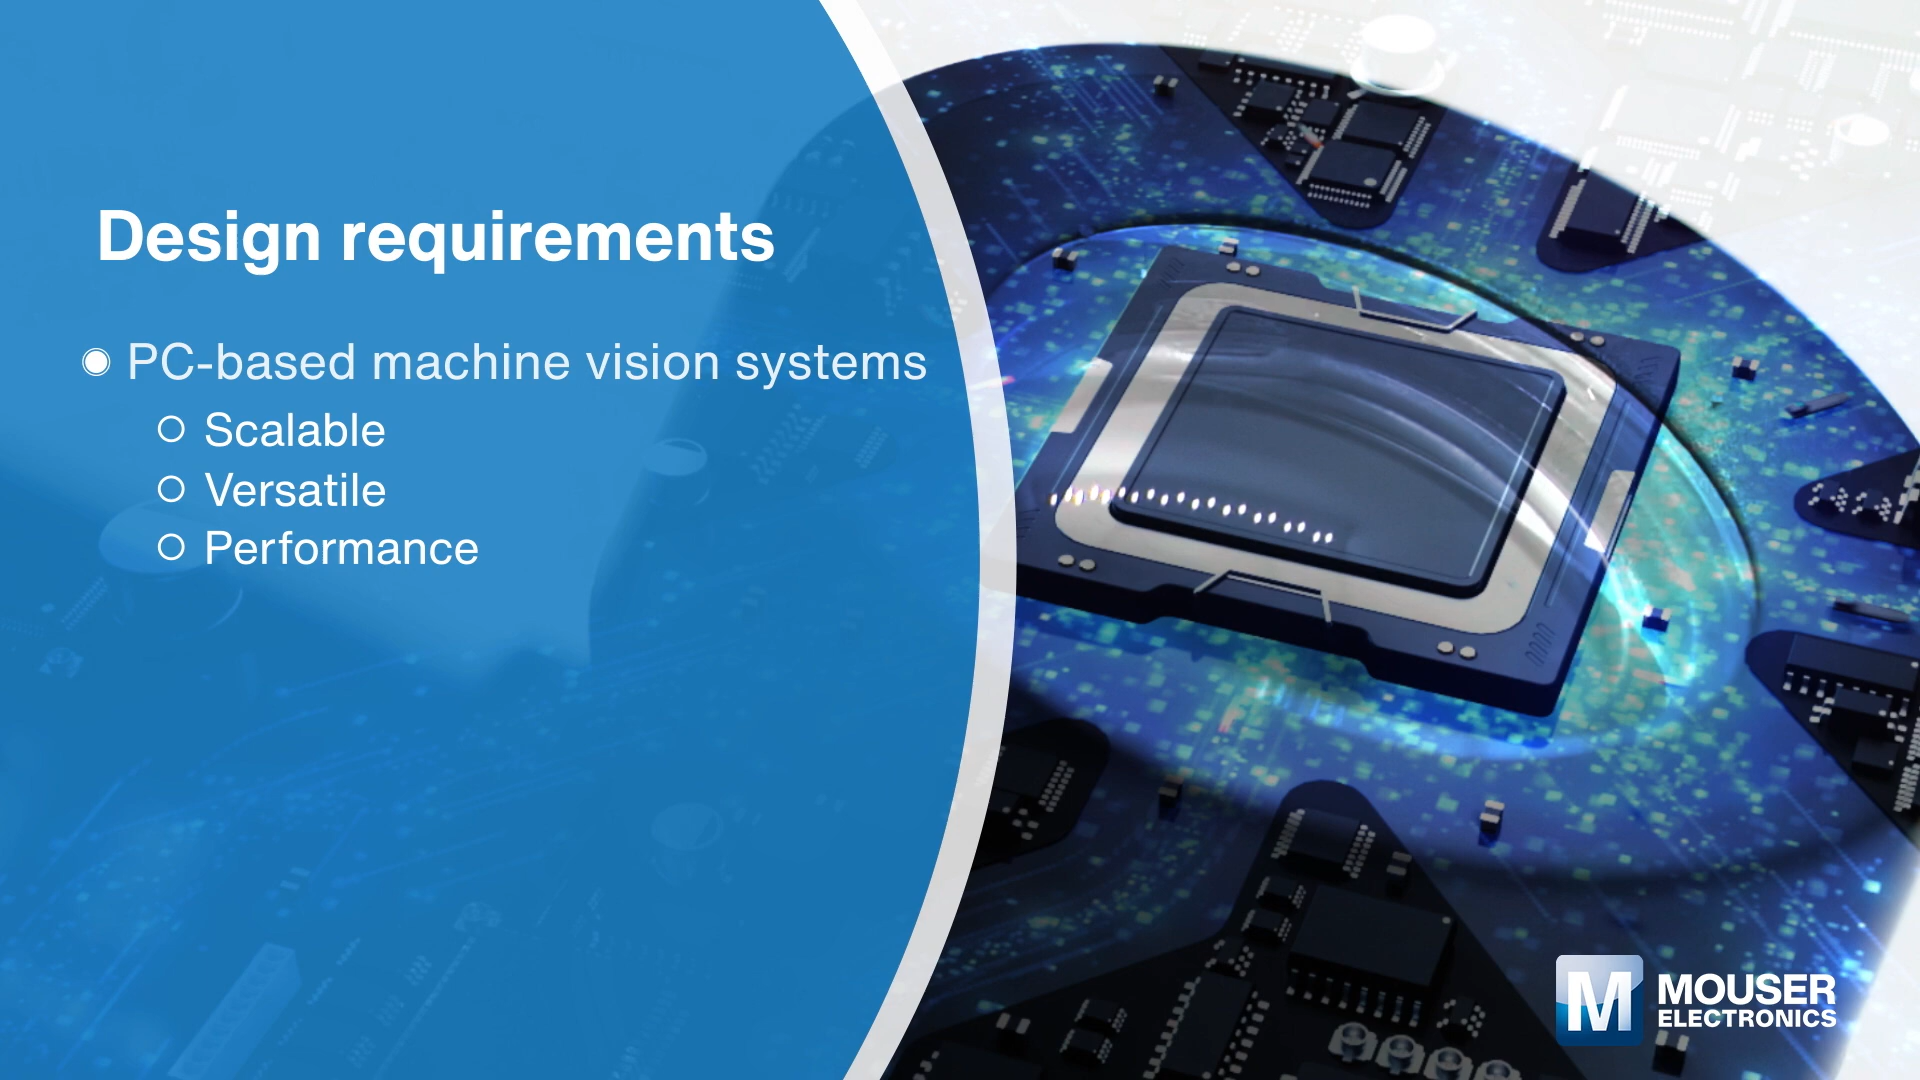 Design requirements
PC-based machine vision systems
Scalable
Versatile
Performance
M MOUSER
ELECTRONICS